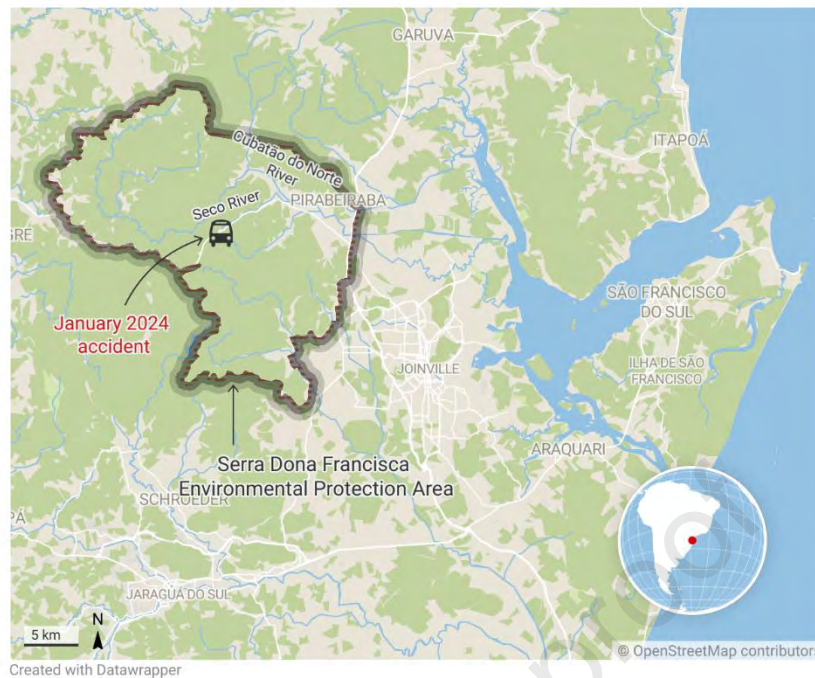 GARUVA
ITAPOÁ
Cubatão do Norte
River
Seco River
PIRABEIRABA
GRÉ
SÃO FRANCISCO
DO SUL
January 2024
accident
JOINVILLE
ILHA DE SÃO
FRANCISCO
ARAQUARI
Serra Dona Francisca
Environmental Protection Area
SCHROEDER
PÁ
JARAGUÁ DO SUL
N
5 km
© OpenStreetMap contributors
Created with Datawrapper